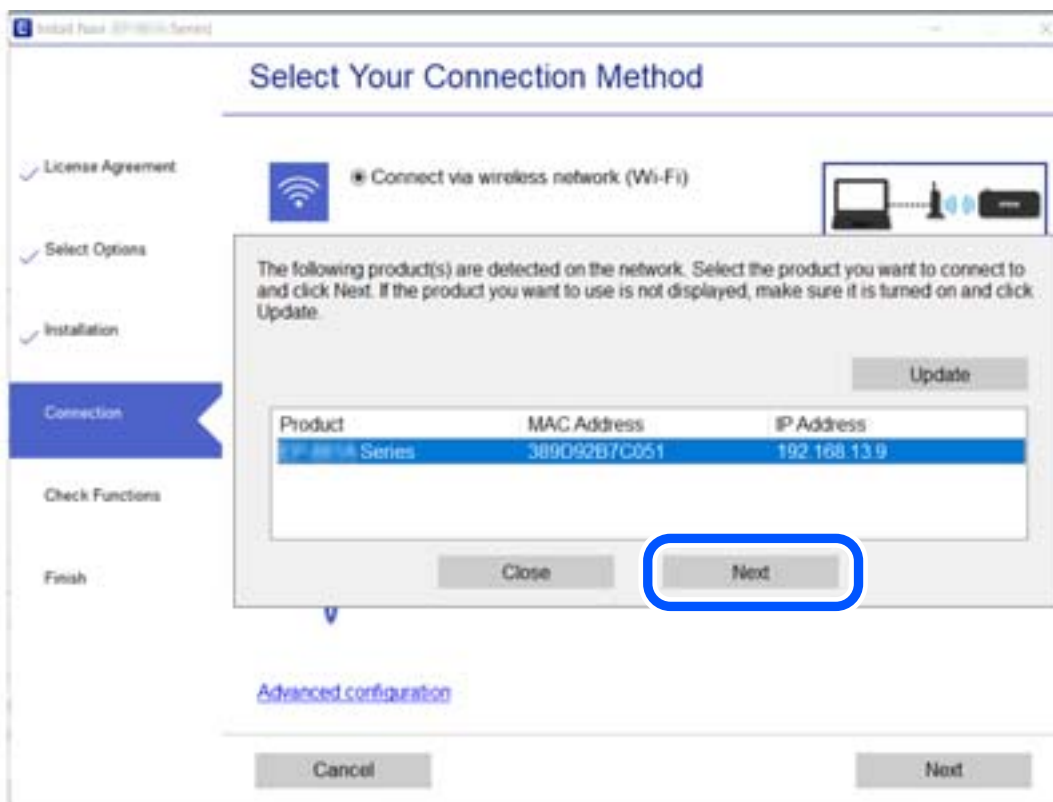 Install Navi
Series]
Select Your Connection Method
License Agreement
Select Options
Installation
Connection
Check Functions
Finish
Connect via wireless network (Wi-Fi)
The following product(s) are detected on the network. Select the product you want to connect to
and click Next. If the product you want to use is not displayed, make sure it is turned on and click
Update.
Update
Product MAC Address IP Address
Series 389D92B7C051 192.168.13.9
Close Next
Advanced configuration
Cancel Next